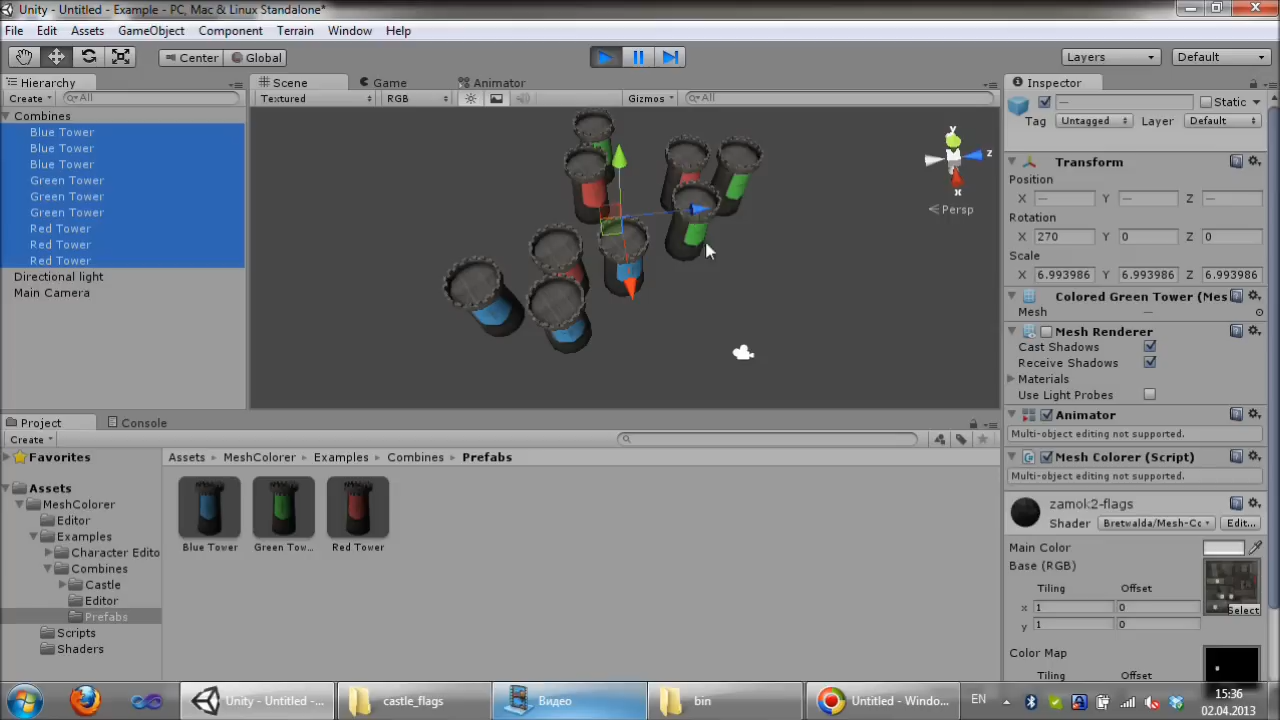 Unity - Untitled - Example - PC, Mac & Linux Standalone*
File Edit Assets GameObject Component Terrain Window Help
Center Global Layers Default
Hierarchy
Create All
Combines
Blue Tower
Blue Tower
Blue Tower
Green Tower
Green Tower
Green Tower
Red Tower
Red Tower
Red Tower
Directional light
Main Camera
Scene Game Animator
Textured RGB Gizmos All
y
z
x
Persp
Inspector
— Static
Tag Untagged Layer Default
Transform
Position
X — Y — Z —
Rotation
X 270 Y 0 Z 0
Scale
X 6.993986 Y 6.993986 Z 6.993986
Colored Green Tower (Mes
Mesh —
Mesh Renderer
Cast Shadows
Receive Shadows
Materials
Use Light Probes
Animator
Multi-object editing not supported.
Mesh Colorer (Script)
Multi-object editing not supported.
zamok2-flags
Shader Bretwalda/Mesh-Cc Edit...
Main Color
Base (RGB)
Tiling Offset
x 1 0
y 1 0
Select
Color Map
Tiling Offset
Project Console
Create
Favorites
Assets
MeshColorer
Editor
Examples
Character Edito
Combines
Castle
Editor
Prefabs
Scripts
Shaders
Assets MeshColorer Examples Combines Prefabs
Blue Tower Green Tow... Red Tower
Unity - Untitled -... castle_flags Видео bin Untitled - Windo...
EN
15:36
02.04.2013